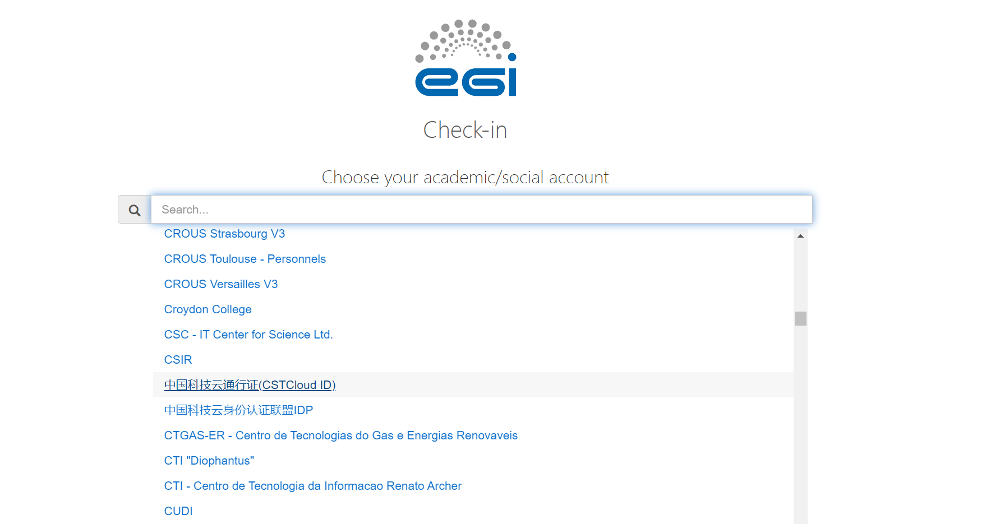 egi
Check-in
Choose your academic/social account
Search...
CROUS Strasbourg V3
CROUS Toulouse - Personnels
CROUS Versailles V3
Croydon College
CSC - IT Center for Science Ltd.
CSIR
中国科技云通行证(CSTCloud ID)
中国科技云身份认证联盟IDP
CTGAS-ER - Centro de Tecnologias do Gas e Energias Renovaveis
CTI "Diophantus"
CTI - Centro de Tecnologia da Informacao Renato Archer
CUDI